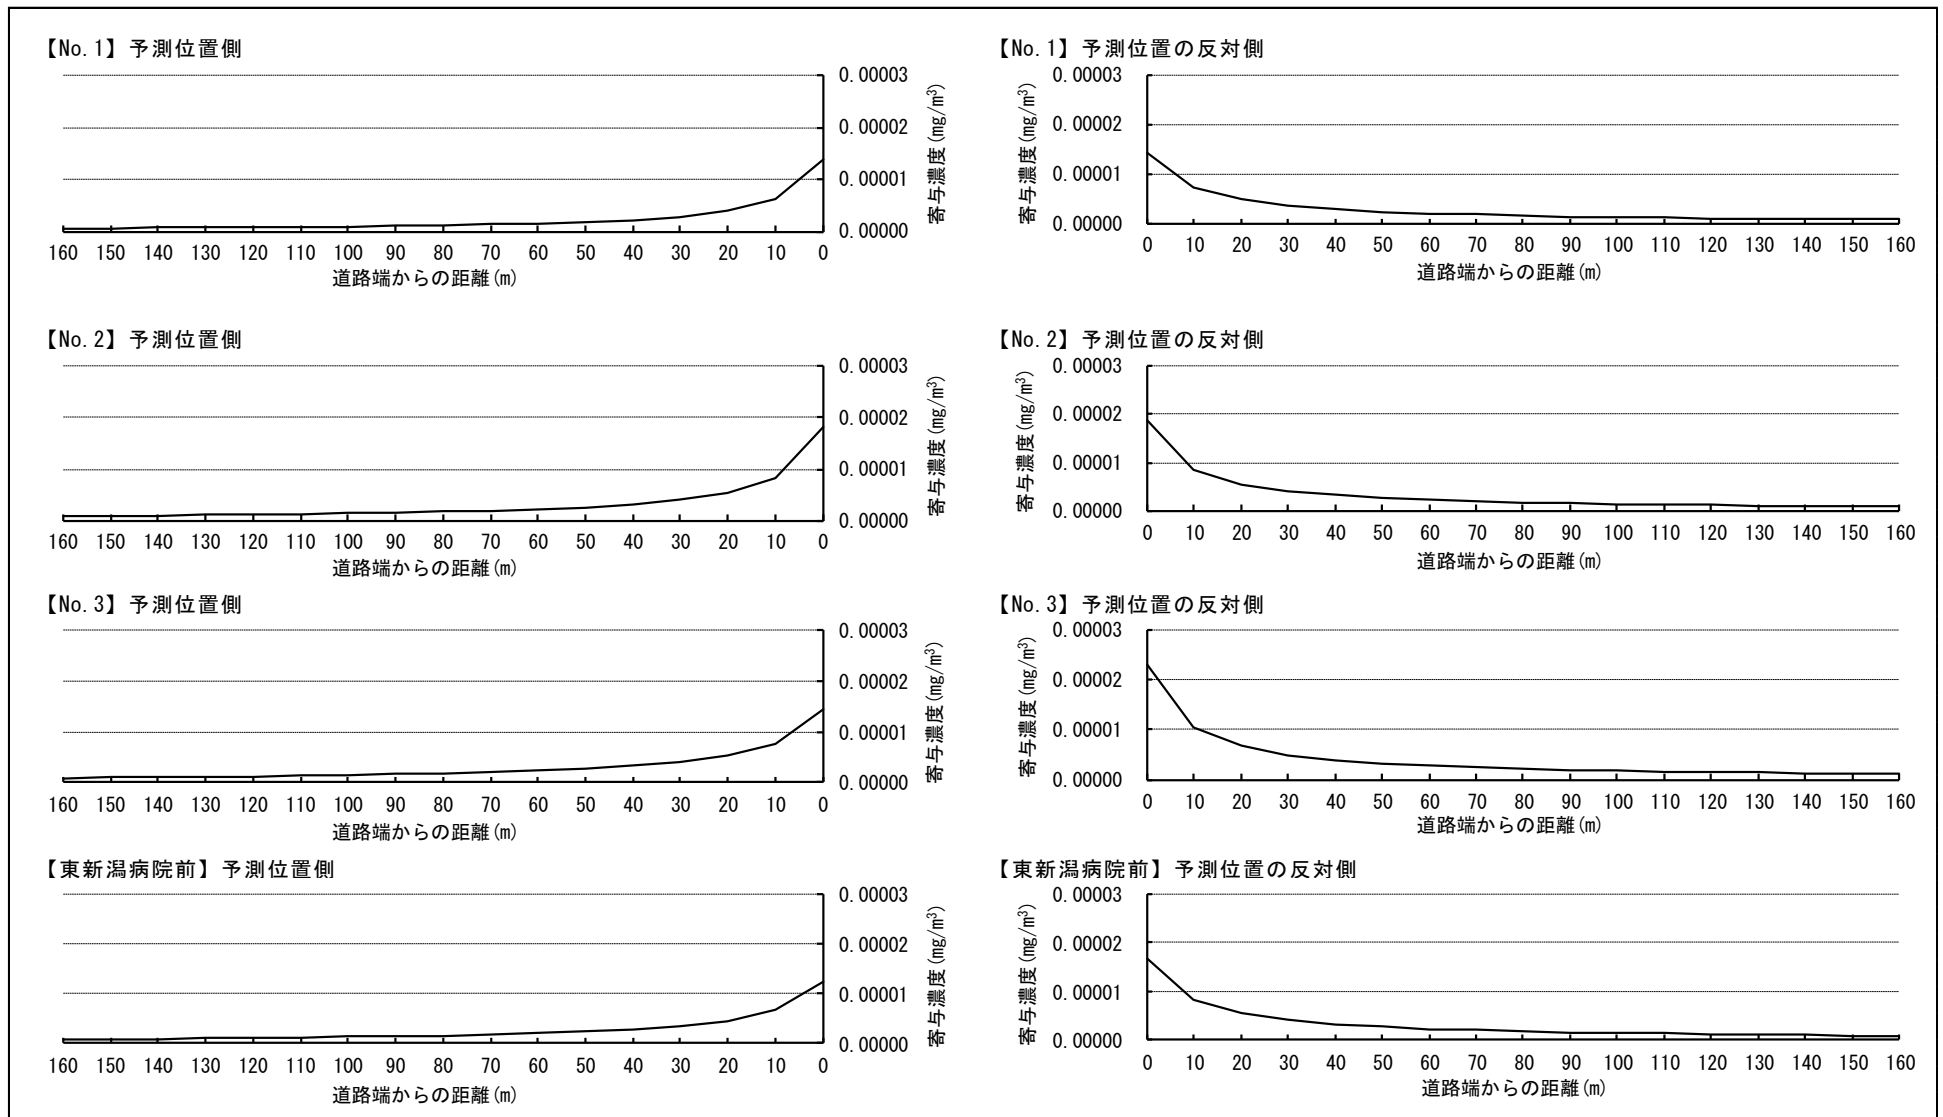 【No.1】予測位置側
0.00003
0.00002
0.00001
0.00000
寄与濃度(mg/m³)
160 150 140 130 120 110 100 90 80 70 60 50 40 30 20 10 0
道路端からの距離(m)
【No.1】予測位置の反対側
0.00003
0.00002
0.00001
0.00000
寄与濃度(mg/m³)
0 10 20 30 40 50 60 70 80 90 100 110 120 130 140 150 160
道路端からの距離(m)
【No.2】予測位置側
0.00003
0.00002
0.00001
0.00000
寄与濃度(mg/m³)
160 150 140 130 120 110 100 90 80 70 60 50 40 30 20 10 0
道路端からの距離(m)
【No.2】予測位置の反対側
0.00003
0.00002
0.00001
0.00000
寄与濃度(mg/m³)
0 10 20 30 40 50 60 70 80 90 100 110 120 130 140 150 160
道路端からの距離(m)
【No.3】予測位置側
0.00003
0.00002
0.00001
0.00000
寄与濃度(mg/m³)
160 150 140 130 120 110 100 90 80 70 60 50 40 30 20 10 0
道路端からの距離(m)
【No.3】予測位置の反対側
0.00003
0.00002
0.00001
0.00000
寄与濃度(mg/m³)
0 10 20 30 40 50 60 70 80 90 100 110 120 130 140 150 160
道路端からの距離(m)
【東新潟病院前】予測位置側
0.00003
0.00002
0.00001
0.00000
寄与濃度(mg/m³)
160 150 140 130 120 110 100 90 80 70 60 50 40 30 20 10 0
道路端からの距離(m)
【東新潟病院前】予測位置の反対側
0.00003
0.00002
0.00001
0.00000
寄与濃度(mg/m³)
0 10 20 30 40 50 60 70 80 90 100 110 120 130 140 150 160
道路端からの距離(m)